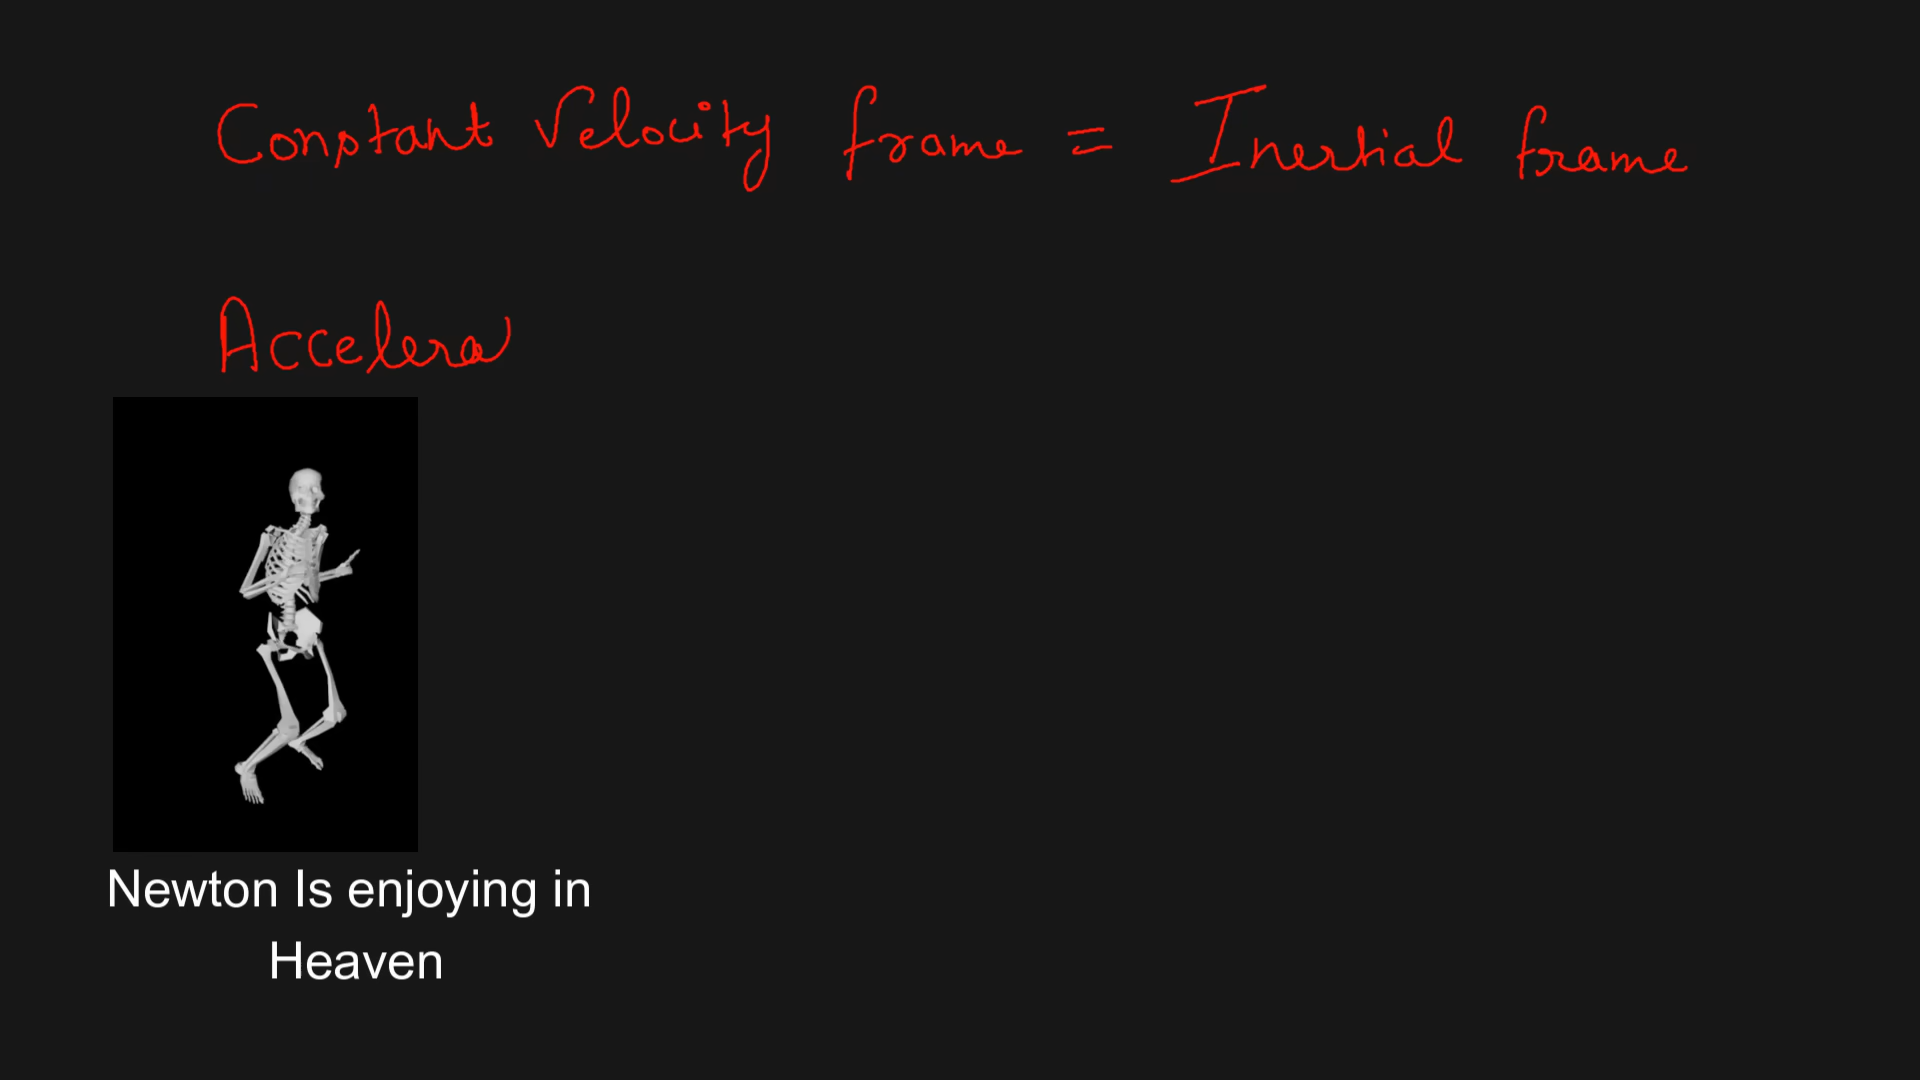 Constant Velocity frame = Inertial frame
Accelera
Newton Is enjoying in
Heaven